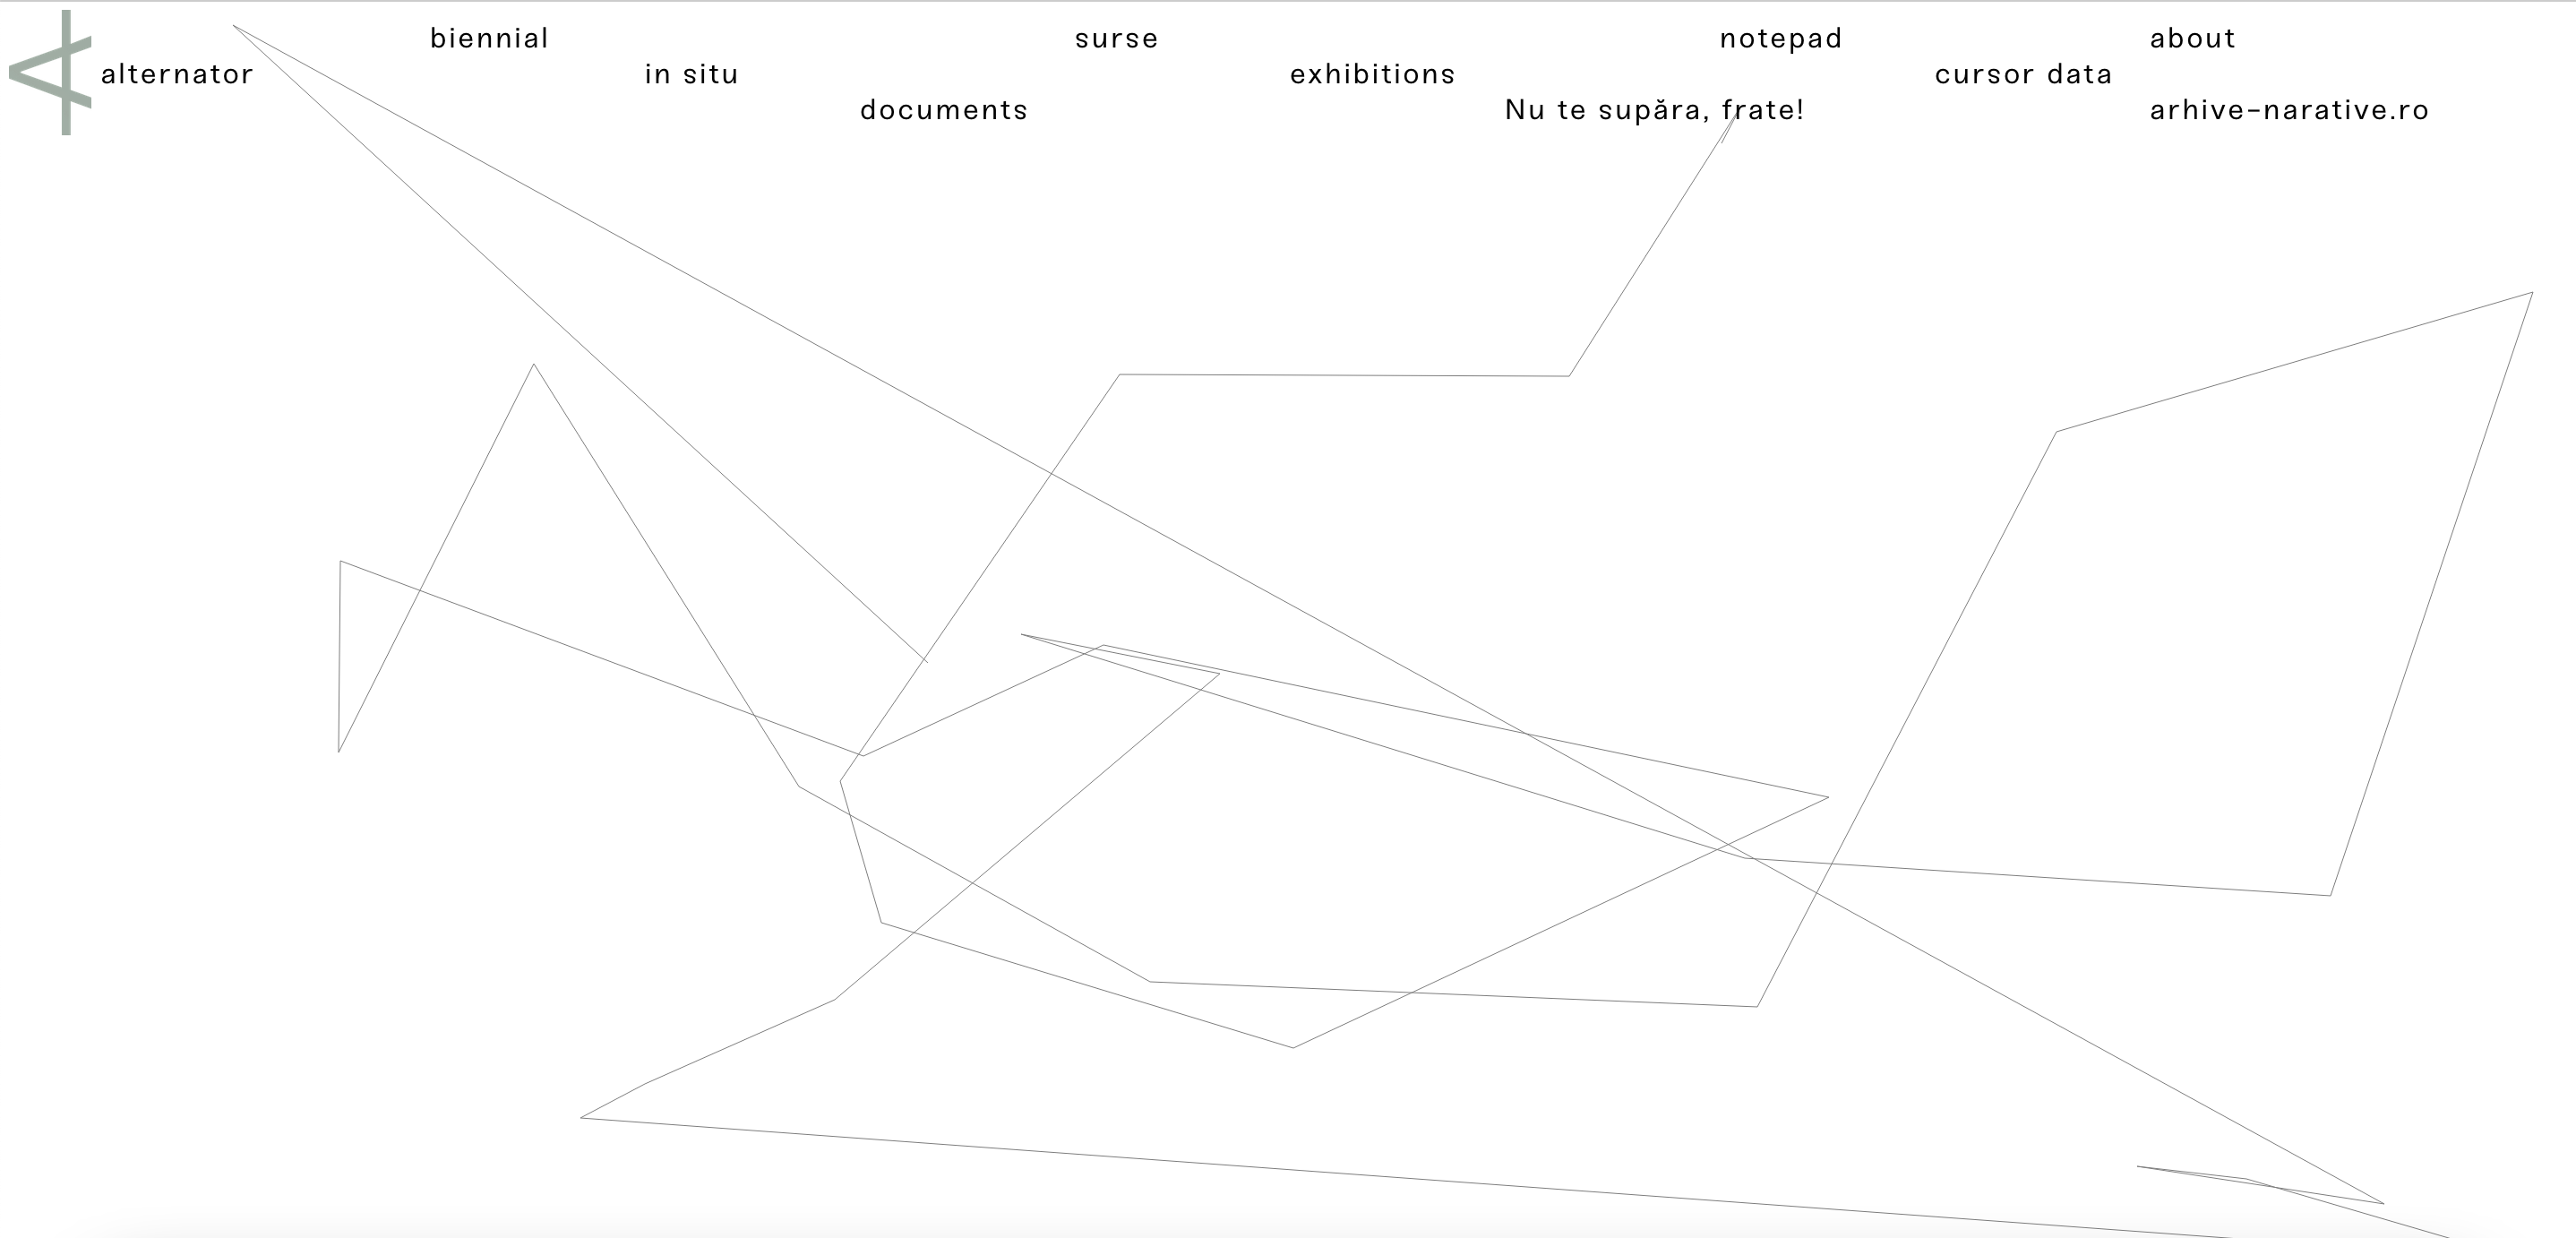 biennial surse notepad about
alternator in situ exhibitions cursor data
documents Nu te supăra, frate! arhive-narative.ro